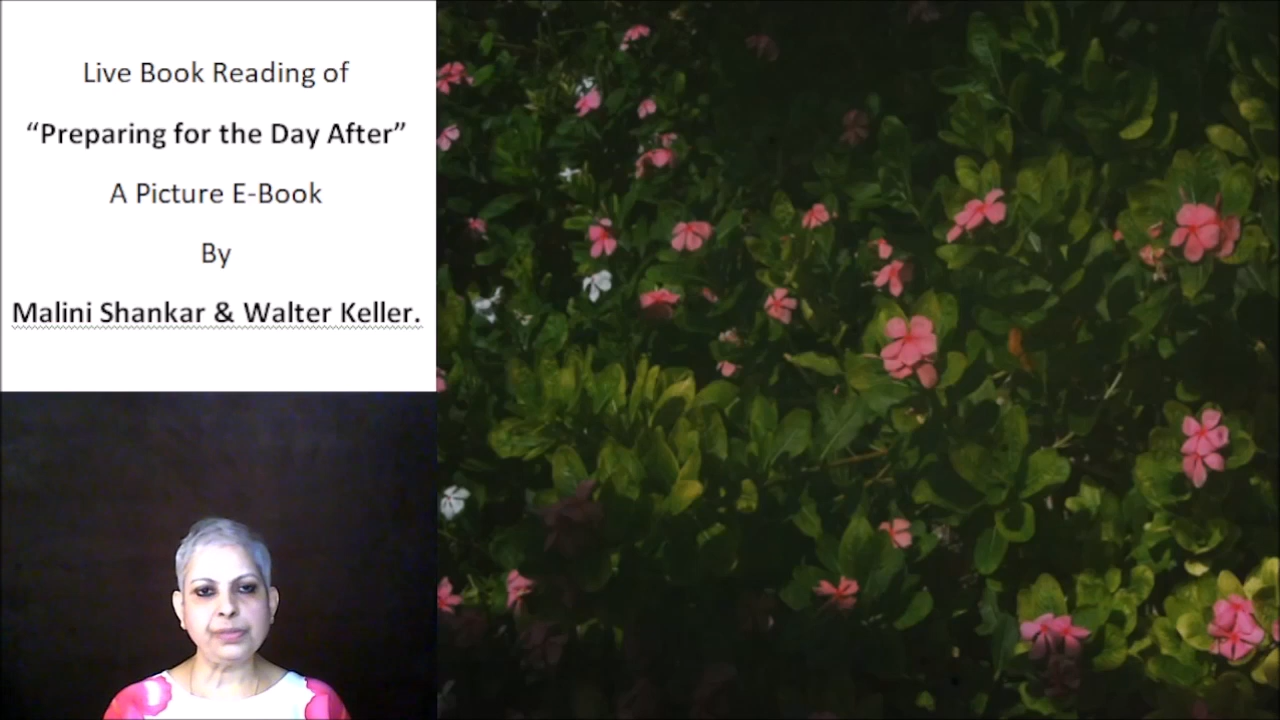 Live Book Reading of
“Preparing for the Day After”
A Picture E-Book
By
Malini Shankar & Walter Keller.